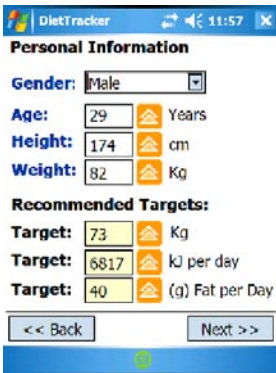 DietTracker 11:57
Personal Information
Gender: Male
Age: 29 Years
Height: 174 cm
Weight: 82 Kg
Recommended Targets:
Target: 73 Kg
Target: 6817 kJ per day
Target: 40 (g) Fat per Day
<< Back Next >>